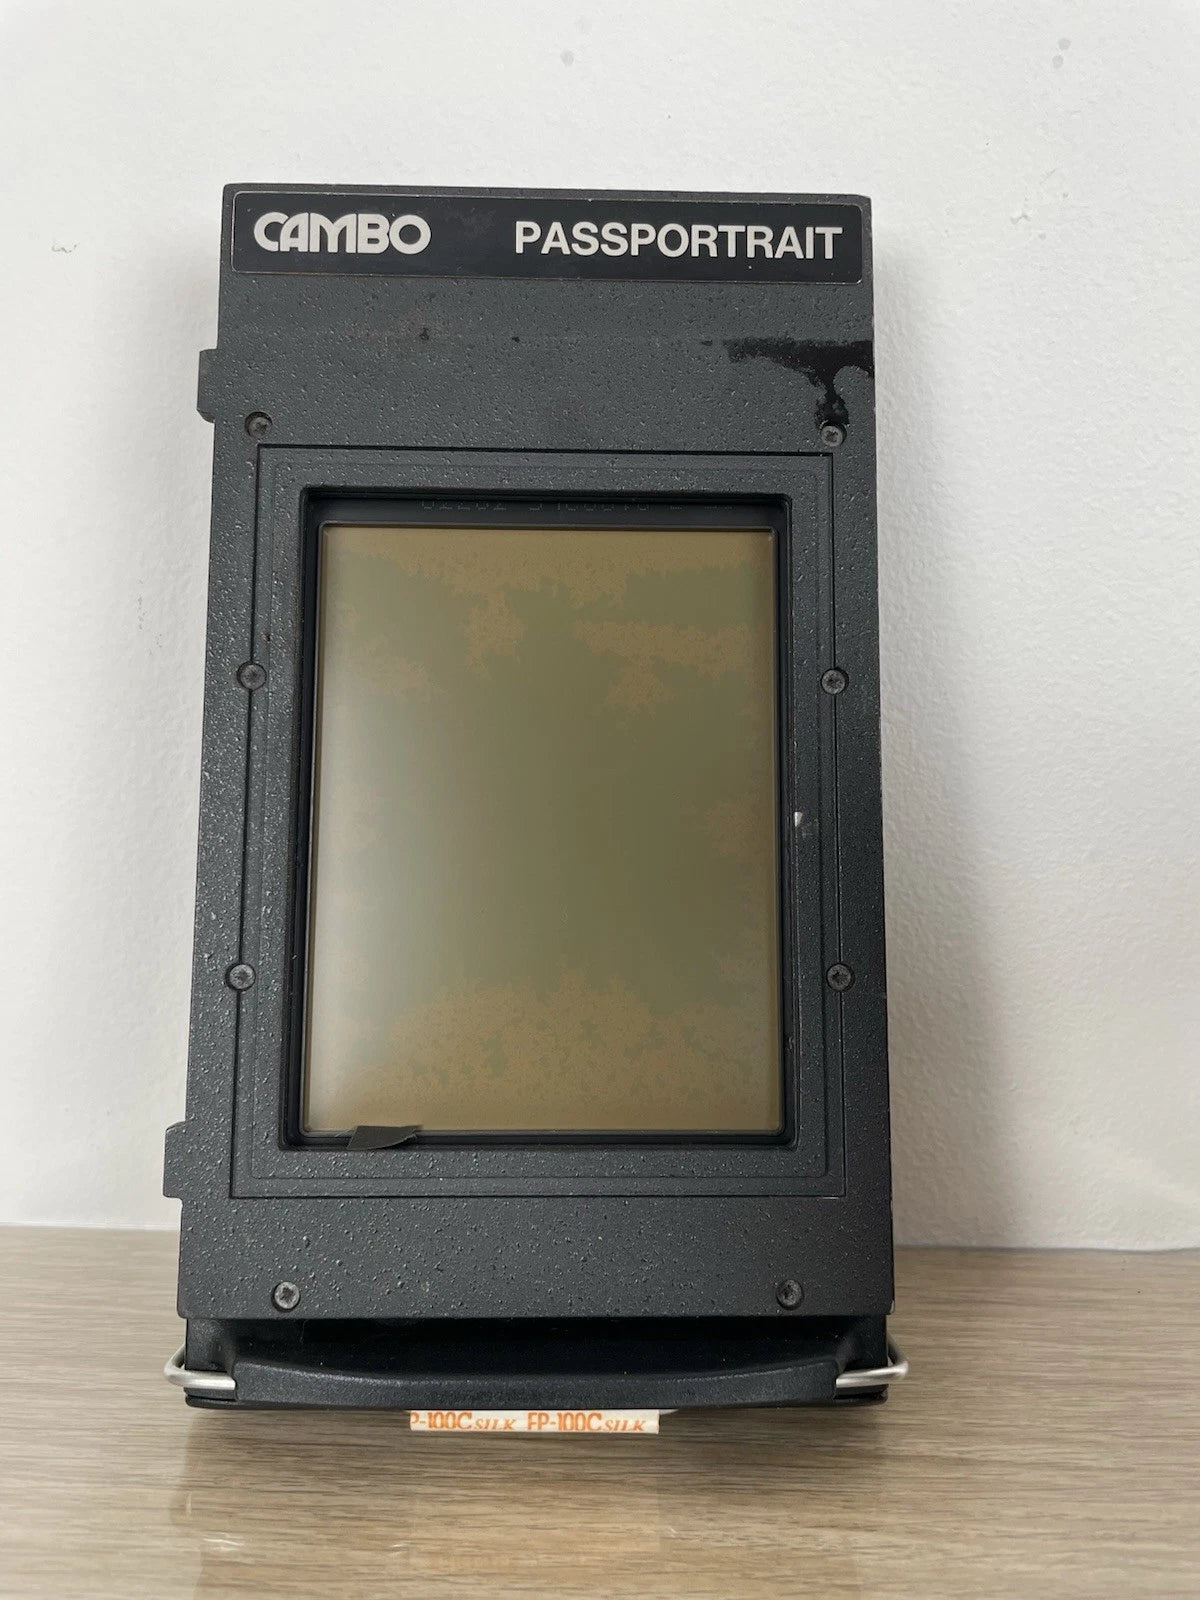 CAMBO PASSPORTRAIT
P-100C SILK FP-100C SILK